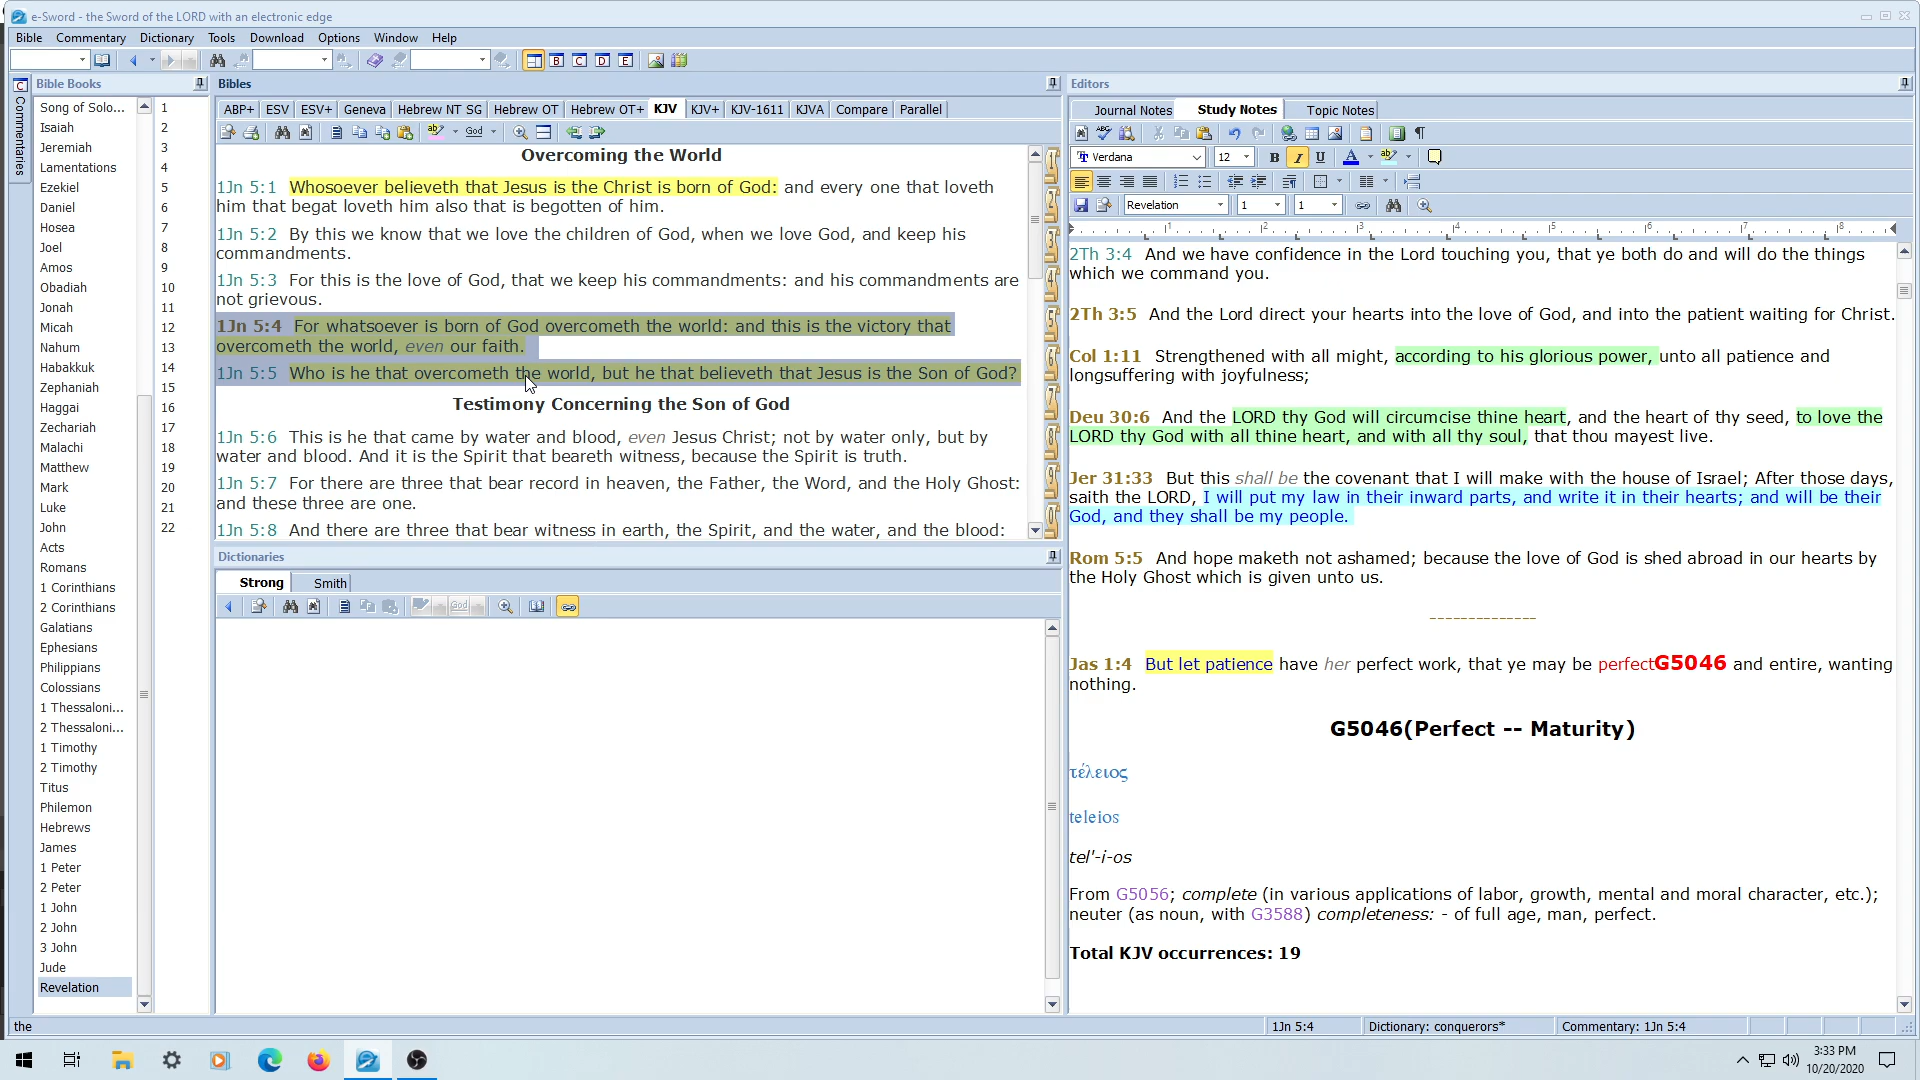 e-Sword - the Sword of the LORD with an electronic edge
Bible Commentary Dictionary Tools Download Options Window Help
B C D E
Commentaries
Bible Books
Song of Solo...
Isaiah
Jeremiah
Lamentations
Ezekiel
Daniel
Hosea
Joel
Amos
Obadiah
Jonah
Micah
Nahum
Habakkuk
Zephaniah
Haggai
Zechariah
Malachi
Matthew
Mark
Luke
John
Acts
Romans
1 Corinthians
2 Corinthians
Galatians
Ephesians
Philippians
Colossians
1 Thessaloni...
2 Thessaloni...
1 Timothy
2 Timothy
Titus
Philemon
Hebrews
James
1 Peter
2 Peter
1 John
2 John
3 John
Jude
Revelation
1
2
3
4
5
6
7
8
9
10
11
12
13
14
15
16
17
18
19
20
21
22
Bibles
ABP+ ESV ESV+ Geneva Hebrew NT SG Hebrew OT Hebrew OT+ KJV KJV+ KJV-1611 KJVA Compare Parallel
God
Overcoming the World
1Jn 5:1 Whosoever believeth that Jesus is the Christ is born of God: and every one that loveth
him that begat loveth him also that is begotten of him.
1Jn 5:2 By this we know that we love the children of God, when we love God, and keep his
commandments.
1Jn 5:3 For this is the love of God, that we keep his commandments: and his commandments are
not grievous.
1Jn 5:4 For whatsoever is born of God overcometh the world: and this is the victory that
overcometh the world, even our faith.
1Jn 5:5 Who is he that overcometh the world, but he that believeth that Jesus is the Son of God?
Testimony Concerning the Son of God
1Jn 5:6 This is he that came by water and blood, even Jesus Christ; not by water only, but by
water and blood. And it is the Spirit that beareth witness, because the Spirit is truth.
1Jn 5:7 For there are three that bear record in heaven, the Father, the Word, and the Holy Ghost:
and these three are one.
1Jn 5:8 And there are three that bear witness in earth, the Spirit, and the water, and the blood:
1
2
3
4
5
6
7
8
9
0
Dictionaries
Strong Smith
God
Editors
Journal Notes Study Notes Topic Notes
Verdana 12 B I U A
Revelation 1 1
1 2 3 4 5 6 7 8
2Th 3:4 And we have confidence in the Lord touching you, that ye both do and will do the things
which we command you.
2Th 3:5 And the Lord direct your hearts into the love of God, and into the patient waiting for Christ.
Col 1:11 Strengthened with all might, according to his glorious power, unto all patience and
longsuffering with joyfulness;
Deu 30:6 And the LORD thy God will circumcise thine heart, and the heart of thy seed, to love the
LORD thy God with all thine heart, and with all thy soul, that thou mayest live.
Jer 31:33 But this shall be the covenant that I will make with the house of Israel; After those days,
saith the LORD, I will put my law in their inward parts, and write it in their hearts; and will be their
God, and they shall be my people.
Rom 5:5 And hope maketh not ashamed; because the love of God is shed abroad in our hearts by
the Holy Ghost which is given unto us.
--------------
Jas 1:4 But let patience have her perfect work, that ye may be perfectG5046 and entire, wanting
nothing.
G5046(Perfect -- Maturity)
τέλειος
teleios
tel'-i-os
From G5056; complete (in various applications of labor, growth, mental and moral character, etc.);
neuter (as noun, with G3588) completeness: - of full age, man, perfect.
Total KJV occurrences: 19
the
1Jn 5:4 Dictionary: conquerors* Commentary: 1Jn 5:4
3:33 PM
10/20/2020